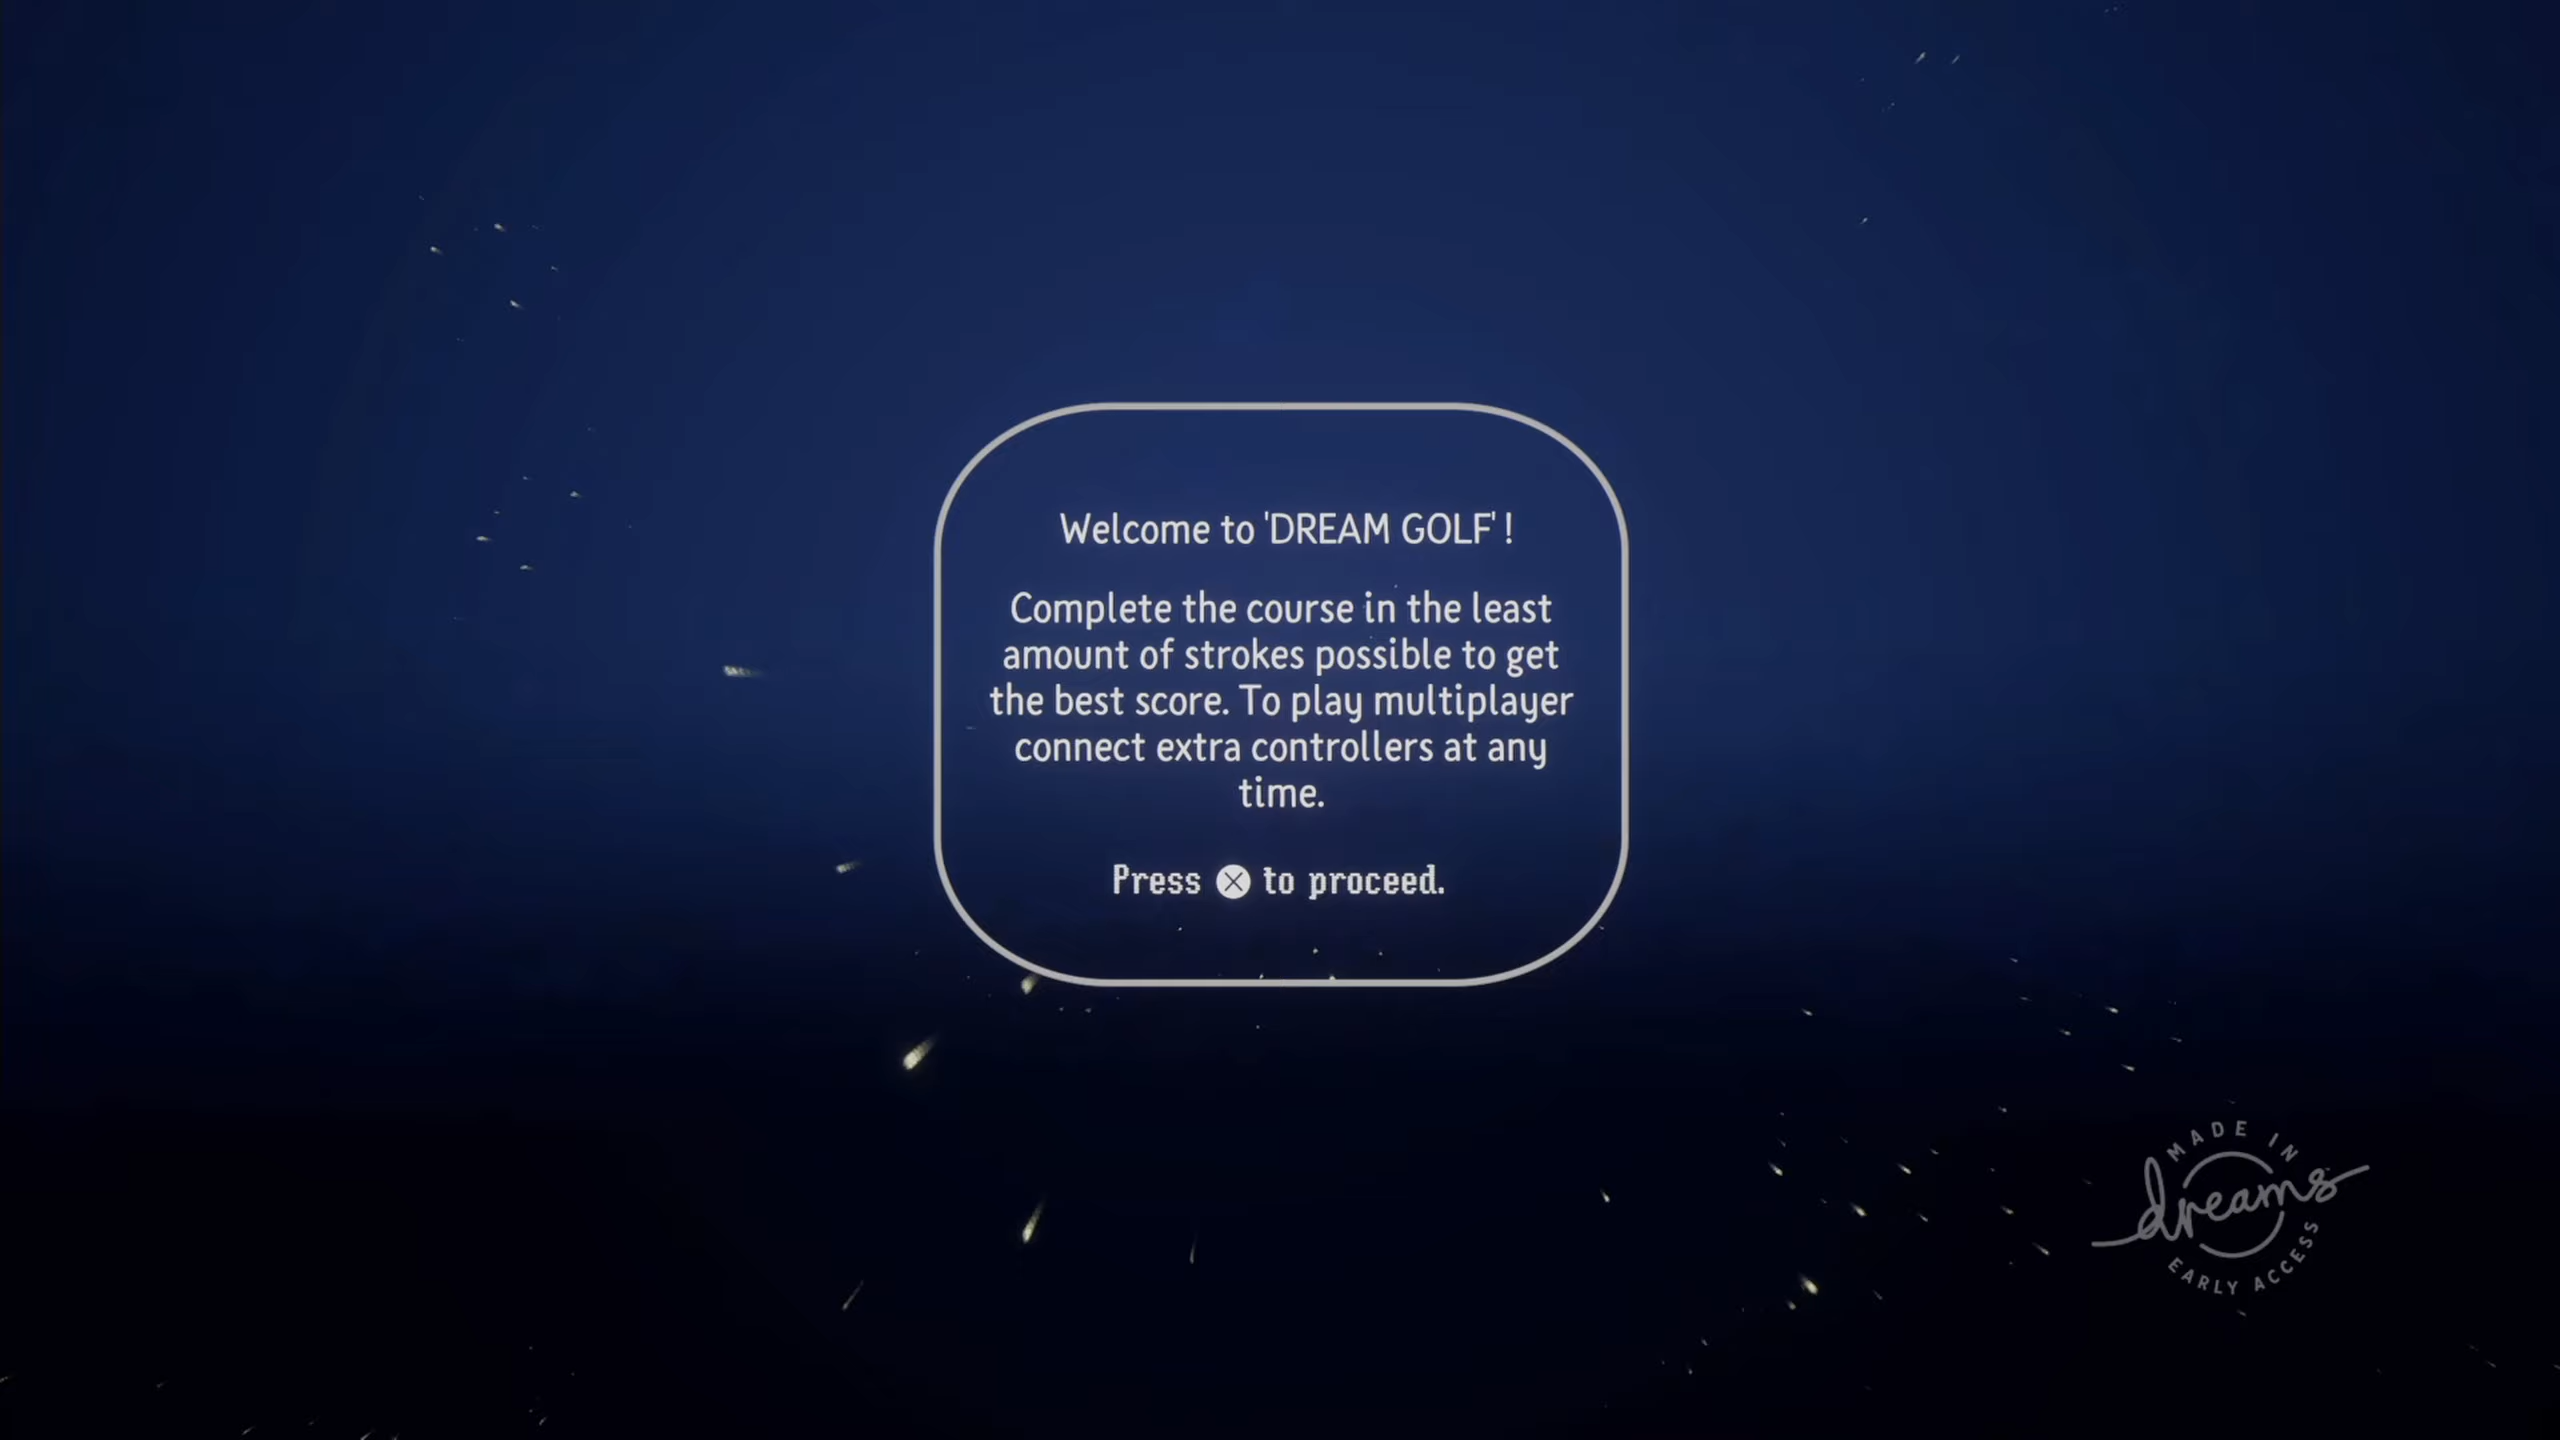 Welcome to 'DREAM GOLF' !
Complete the course in the least
amount of strokes possible to get
the best score. To play multiplayer
connect extra controllers at any
time.
Press ⊗ to proceed.
MADE IN
dreams
EARLY ACCESS